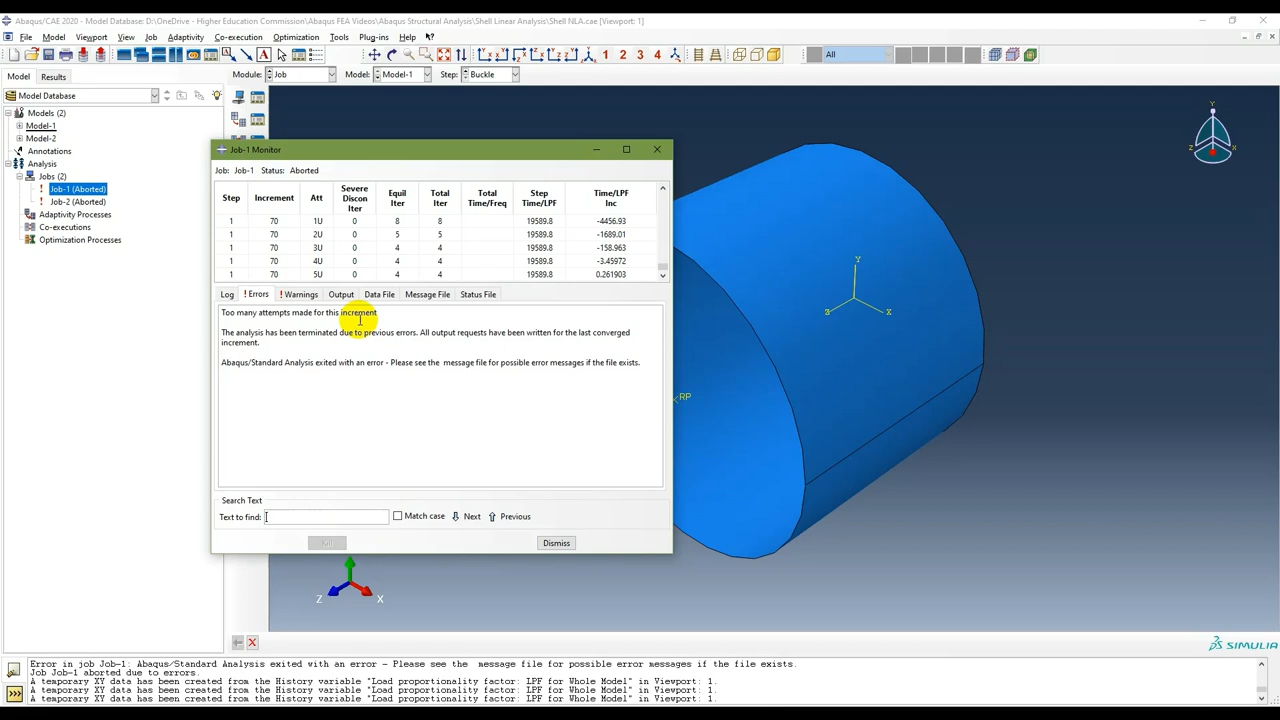 Abaqus/CAE 2020 - Model Database: D:\OneDrive - Higher Education Commission\Abaqus FEA Videos\Abaqus Structural Analysis\Shell Linear Analysis\Shell NLA.cae [Viewport: 1]
File Model Viewport View Job Adaptivity Co-execution Optimization Tools Plug-ins Help
A 1 2 3 4 All
Model Results Module: Job Model: Model-1 Step: Buckle
Model Database
Models (2)
Model-1
Model-2
Annotations
Analysis
Jobs (2)
Job-1 (Aborted)
Job-2 (Aborted)
Adaptivity Processes
Co-executions
Optimization Processes
Job-1 Monitor
Job: Job-1 Status: Aborted
Step Increment Att Severe Discon Iter Equil Iter Total Iter Total Time/Freq Step Time/LPF Time/LPF Inc
1 70 1U 0 8 8 19589.8 -4456.93
1 70 2U 0 5 5 19589.8 -1689.01
1 70 3U 0 4 4 19589.8 -158.963
1 70 4U 0 4 4 19589.8 -3.45972
1 70 5U 0 4 4 19589.8 0.261903
Log ! Errors ! Warnings Output Data File Message File Status File
Too many attempts made for this increment
The analysis has been terminated due to previous errors. All output requests have been written for the last converged
increment.
Abaqus/Standard Analysis exited with an error - Please see the message file for possible error messages if the file exists.
Search Text
Text to find: Match case Next Previous
Kill Dismiss
Y
Z X
Y
Z X
RP
Y
Z X
SIMULIA
Error in job Job-1: Abaqus/Standard Analysis exited with an error - Please see the message file for possible error messages if the file exists.
Job Job-1 aborted due to errors.
A temporary XY data has been created from the History variable "Load proportionality factor: LPF for Whole Model" in Viewport: 1.
A temporary XY data has been created from the History variable "Load proportionality factor: LPF for Whole Model" in Viewport: 1.
A temporary XY data has been created from the History variable "Load proportionality factor: LPF for Whole Model" in Viewport: 1.
>>>